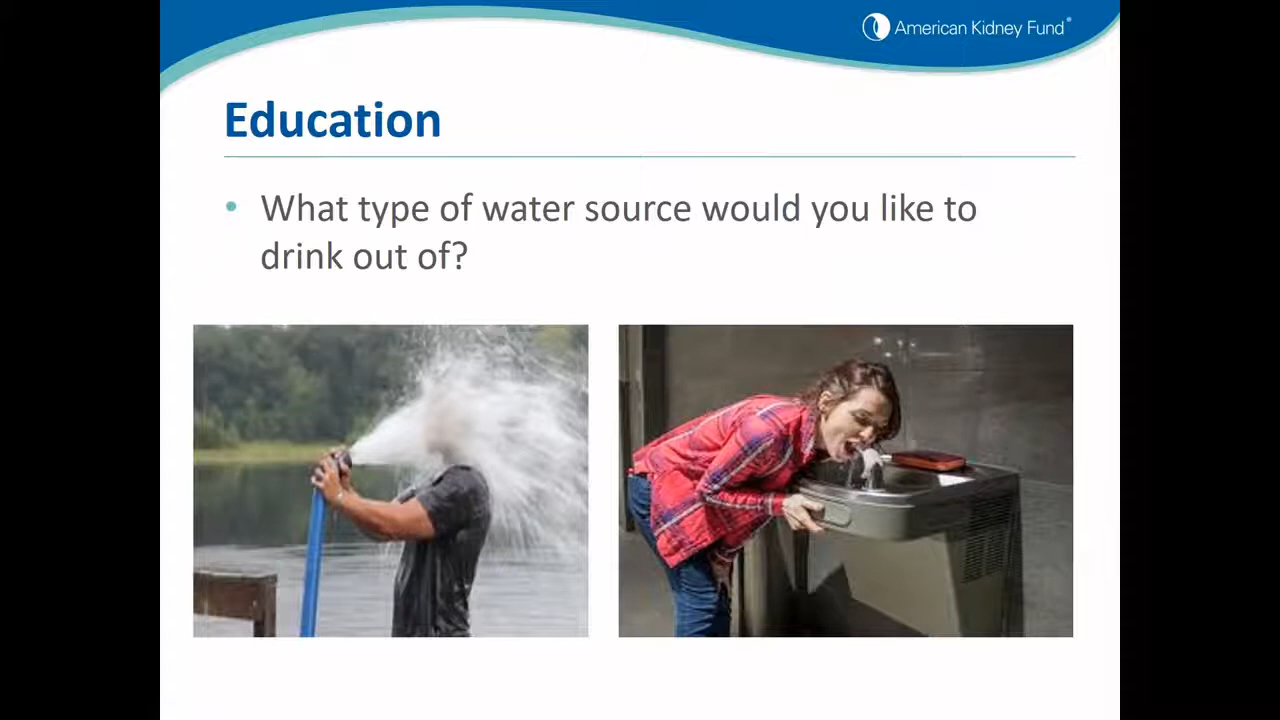 American Kidney Fund®
Education
• What type of water source would you like to
drink out of?